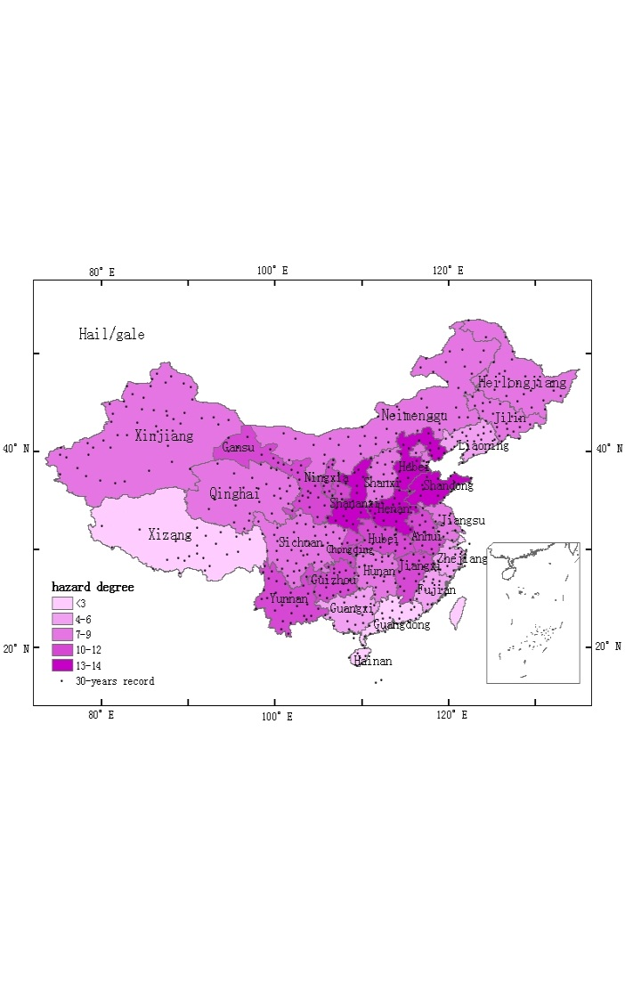 80° E 100° E 120° E
Hail/gale
Heilongjiang
Neimenggu
Jilin
Xinjiang
Gansu
Liaoning
40° N 40° N
Hebei
Ningxia
Shanxi
Shandong
Qinghai
Shananxi
Henan
Jiangsu
Xizang
Sichuan
Hubei
Anhui
Chongqing
Zhejiang
Hunan
Jiangxi
Guizhou
Fujian
Yunnan
Guangxi
Guangdong
Hainan
hazard degree
<3
4-6
7-9
10-12
13-14
30-years record
20° N 20° N
80° E 100° E 120° E